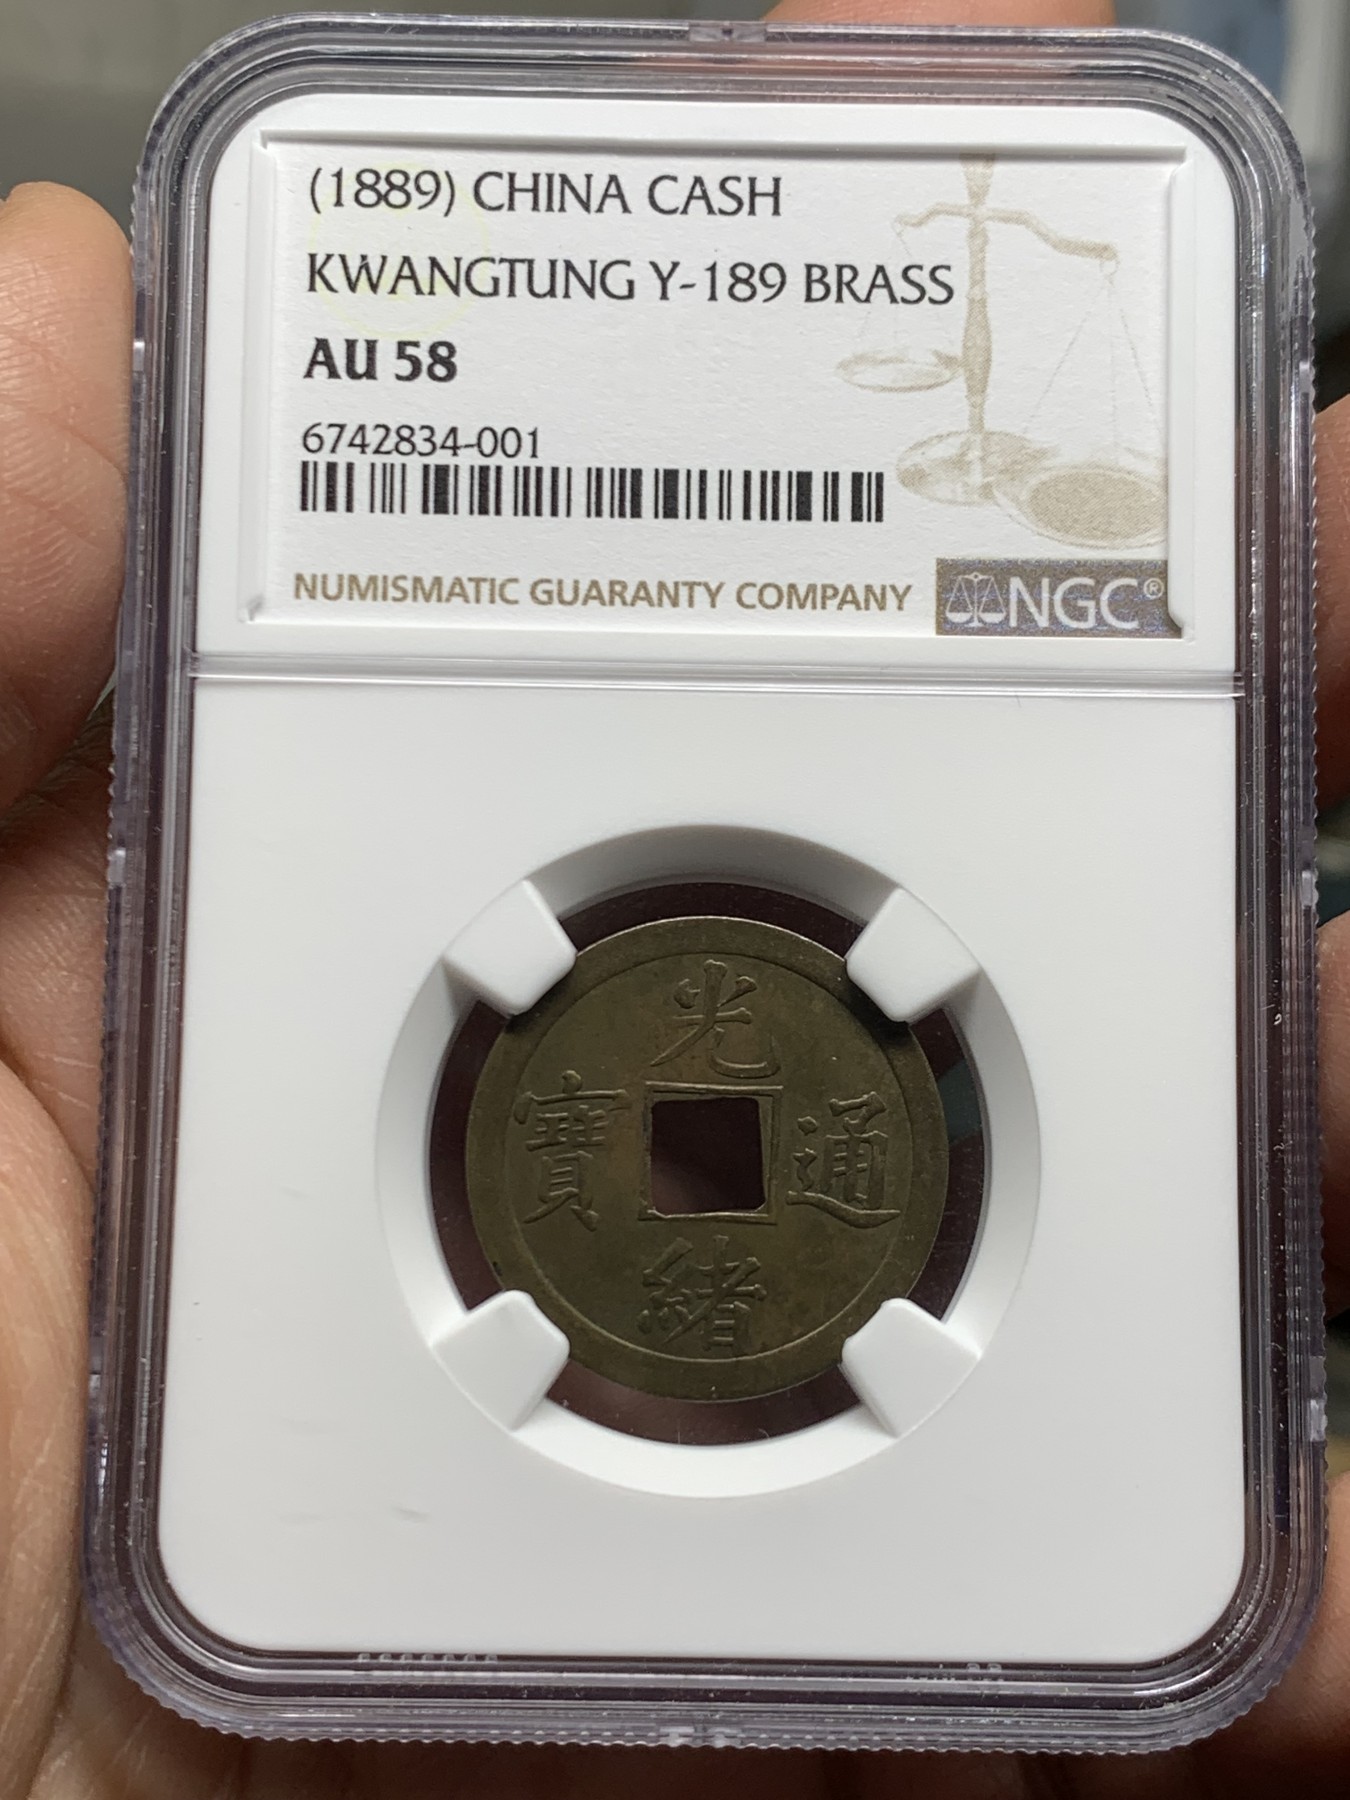 (1889) CHINA CASH
KWANGTUNG Y-189 BRASS
AU 58
6742834-001
NUMISMATIC GUARANTY COMPANY NGC®
光
寶 通
緒